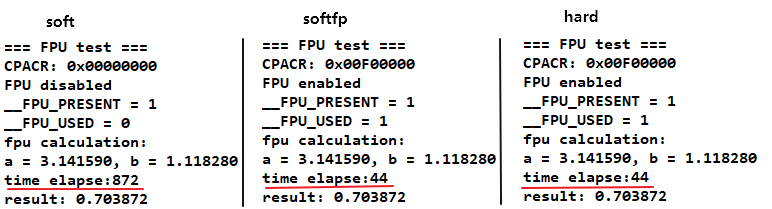 soft
=== FPU test ===
CPACR: 0x00000000
FPU disabled
__FPU_PRESENT = 1
__FPU_USED = 0
fpu calculation:
a = 3.141590, b = 1.118280
time elapse:872
result: 0.703872
softfp
=== FPU test ===
CPACR: 0x00F00000
FPU enabled
__FPU_PRESENT = 1
__FPU_USED = 1
fpu calculation:
a = 3.141590, b = 1.118280
time elapse:44
result: 0.703872
hard
=== FPU test ===
CPACR: 0x00F00000
FPU enabled
__FPU_PRESENT = 1
__FPU_USED = 1
fpu calculation:
a = 3.141590, b = 1.118280
time elapse:44
result: 0.703872